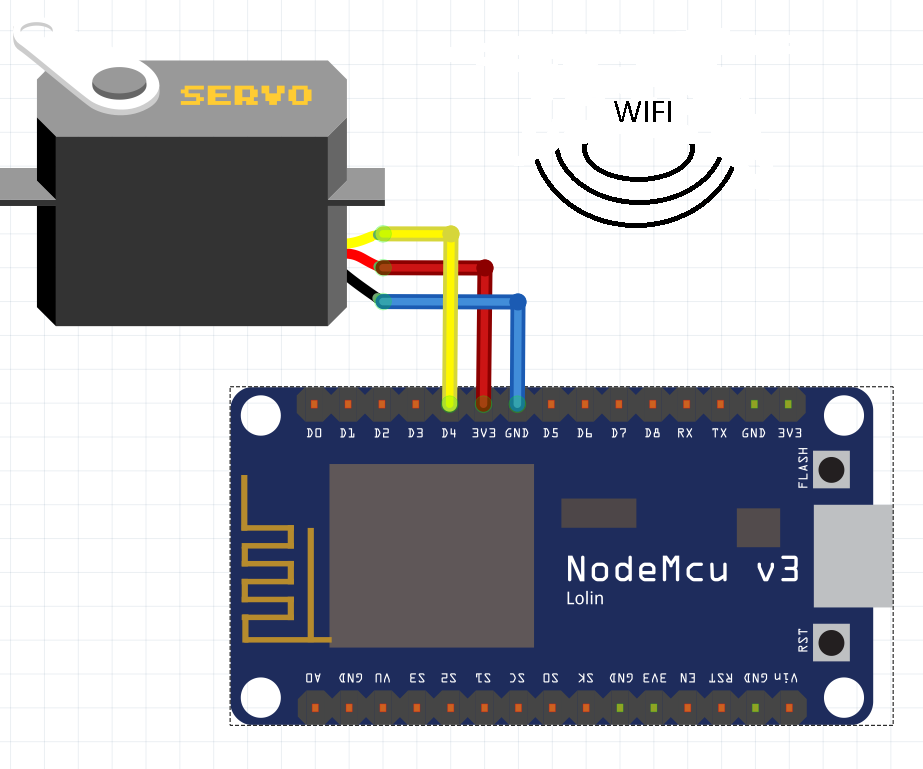 SERVO
WIFI
D0 D1 D2 D3 D4 3V3 GND D5 D6 D7 D8 RX TX GND 3V3
FLASH
NodeMcu v3
Lolin
RST
A0 GND VU S3 S2 S1 SC S0 SK GND 3V3 EN RST GND Vin